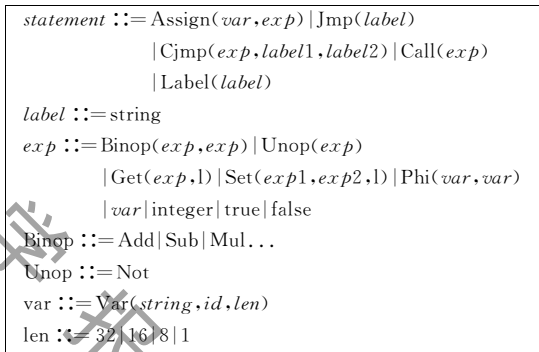 statement ::= Assign(var,exp)|Jmp(label)
|Cjmp(exp,label1,label2)|Call(exp)
|Label(label)
label ::= string
exp ::= Binop(exp,exp)|Unop(exp)
|Get(exp,l)|Set(exp1,exp2,l)|Phi(var,var)
|var|integer|true|false
Binop ::= Add|Sub|Mul...
Unop ::= Not
var ::= Var(string,id,len)
len ::= 32|16|8|1